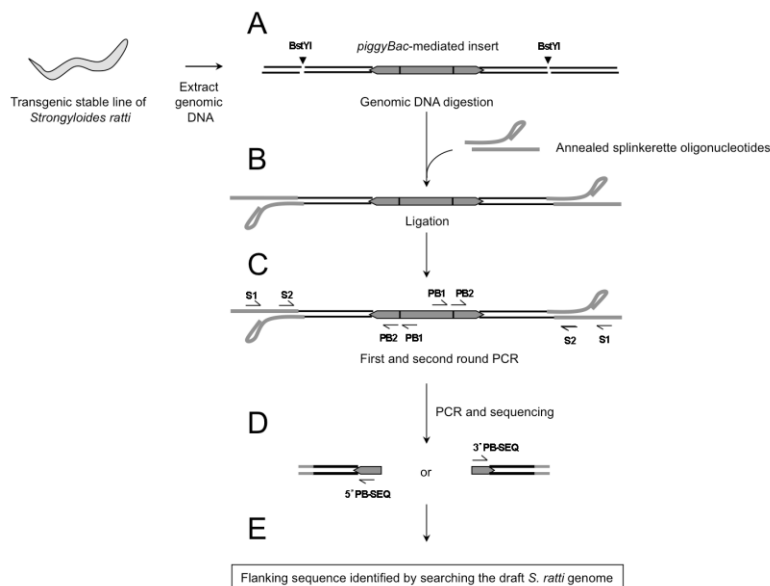 A
BstYI
piggyBac-mediated insert
BstYI
Transgenic stable line of
Strongyloides ratti
Extract
genomic
DNA
Genomic DNA digestion
Annealed splinkerette oligonucleotides
B
Ligation
C
S1
S2
PB1
PB2
PB2
PB1
S2
S1
First and second round PCR
PCR and sequencing
D
3'PB-SEQ
or
5'PB-SEQ
E
Flanking sequence identified by searching the draft S. ratti genome